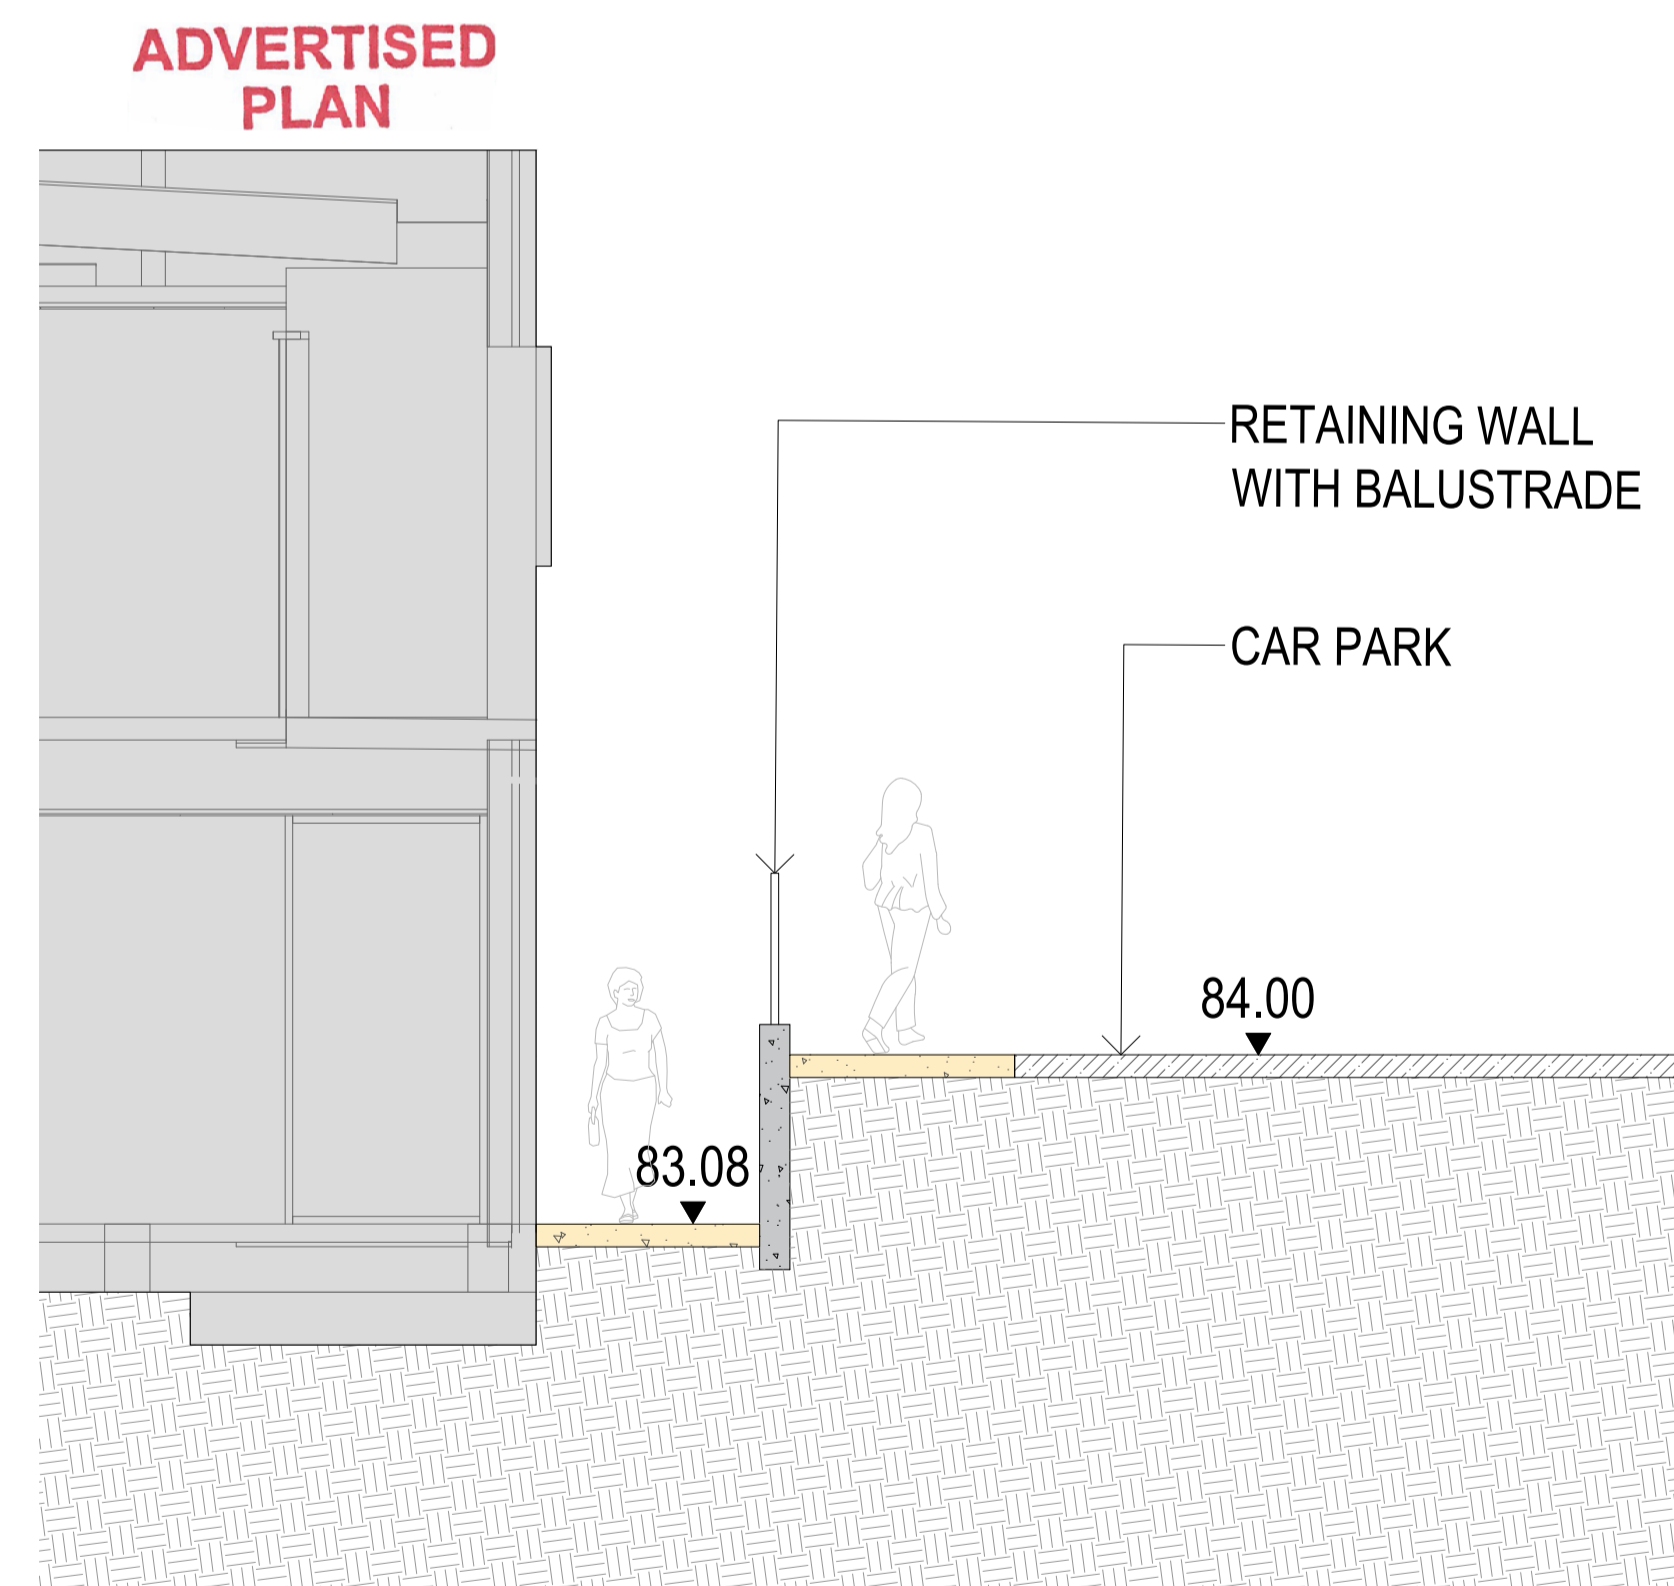 ADVERTISED
PLAN
RETAINING WALL
WITH BALUSTRADE
CAR PARK
84.00
83.08